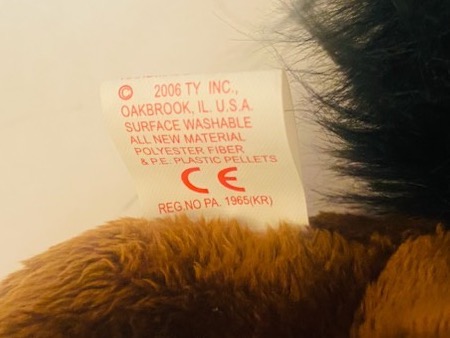 © 2006 TY INC.,
OAKBROOK, IL. U.S.A.
SURFACE WASHABLE
ALL NEW MATERIAL
POLYESTER FIBER
& P.E. PLASTIC PELLETS
CE
REG.NO PA. 1965(KR)